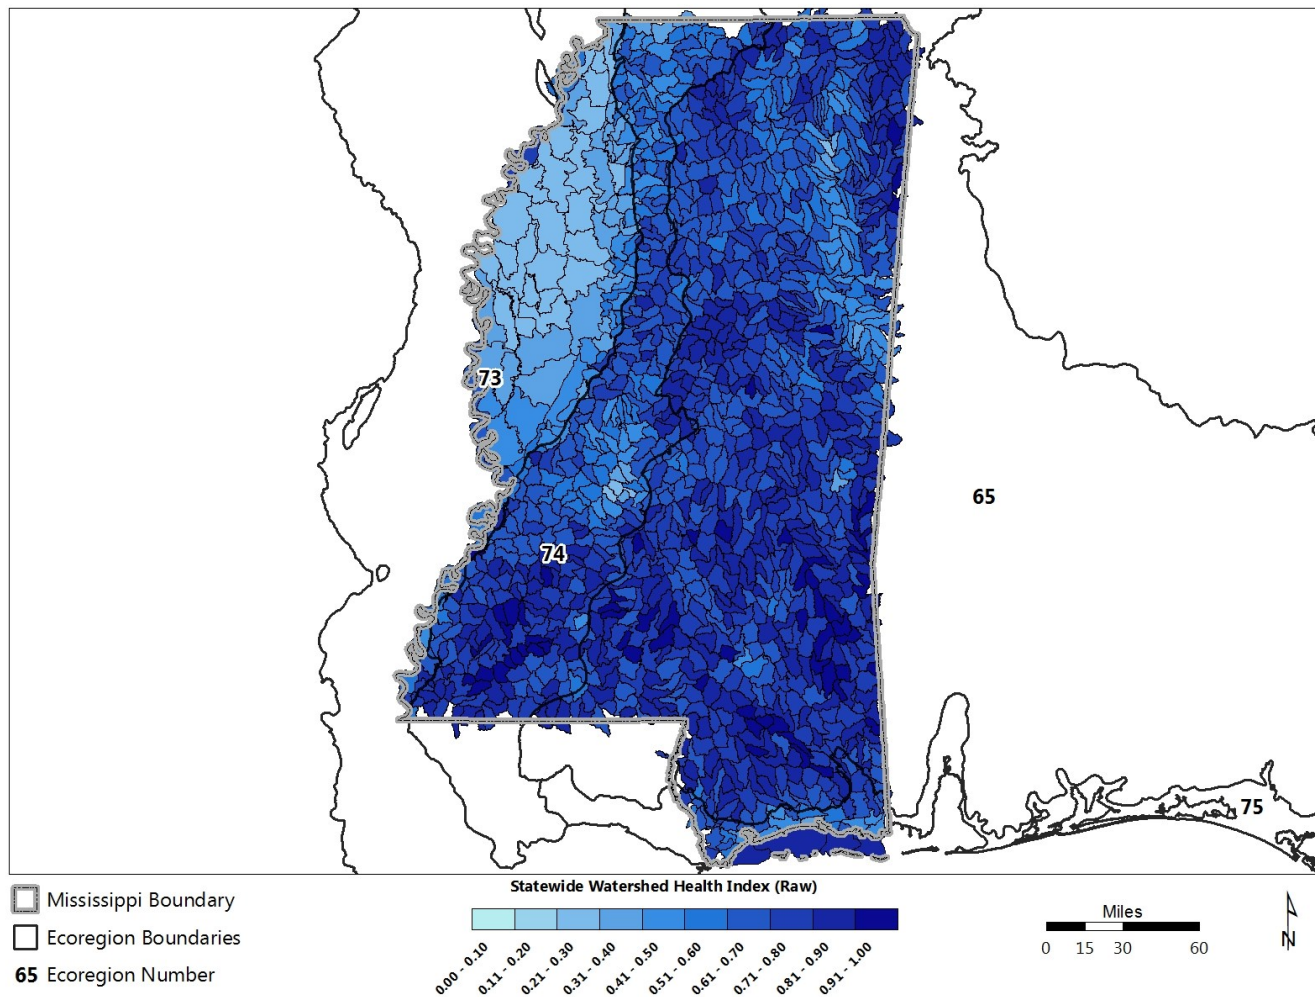 73
65
74
75
Statewide Watershed Health Index (Raw)
0.00 - 0.10
0.11 - 0.20
0.21 - 0.30
0.31 - 0.40
0.41 - 0.50
0.51 - 0.60
0.61 - 0.70
0.71 - 0.80
0.81 - 0.90
0.91 - 1.00
Mississippi Boundary
Ecoregion Boundaries
65 Ecoregion Number
Miles
0 15 30 60
N